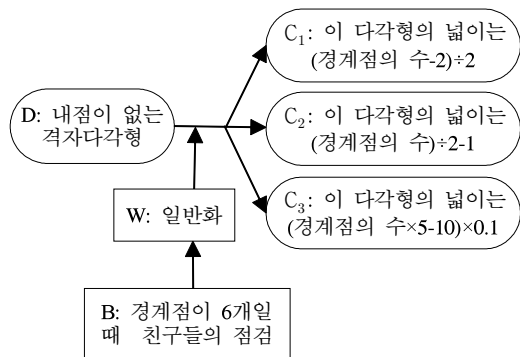 C₁: 이 다각형의 넓이는
(경계점의 수-2)÷2
D: 내점이 없는
격자다각형
C₂: 이 다각형의 넓이는
(경계점의 수)÷2-1
C₃: 이 다각형의 넓이는
(경계점의 수×5-10)×0.1
W: 일반화
B: 경계점이 6개일
때 친구들의 점검